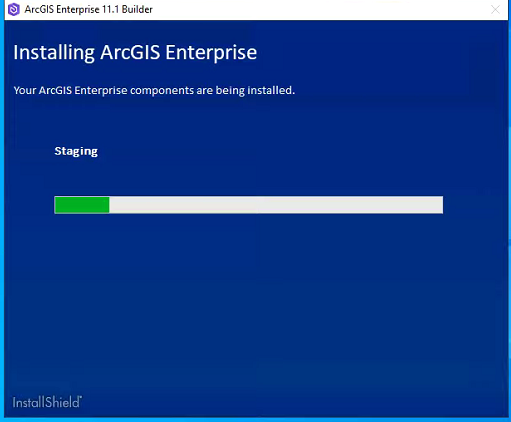 ArcGIS Enterprise 11.1 Builder
Installing ArcGIS Enterprise
Your ArcGIS Enterprise components are being installed.
Staging
InstallShield